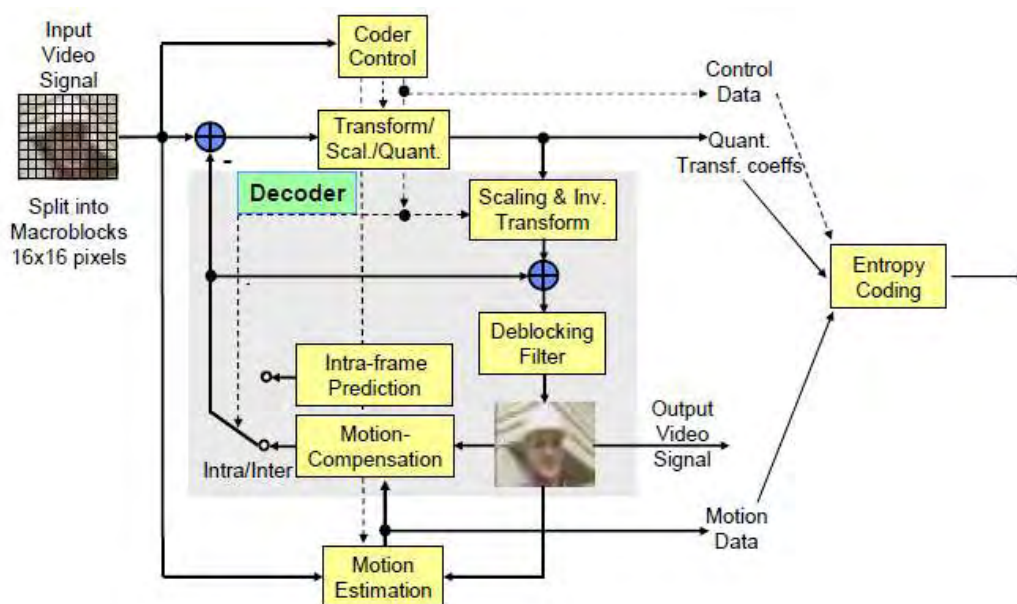 Input
Video
Signal
Split into
Macroblocks
16x16 pixels
Coder
Control
Transform/
Scal./Quant.
-
Decoder
Scaling & Inv.
Transform
Deblocking
Filter
Intra-frame
Prediction
Motion-
Compensation
Intra/Inter
Motion
Estimation
Control
Data
Quant.
Transf. coeffs
Entropy
Coding
Output
Video
Signal
Motion
Data